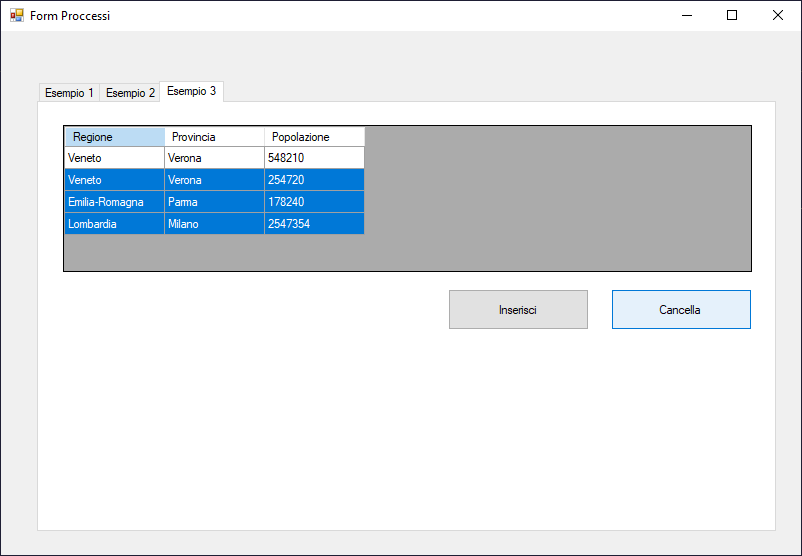 Form Proccessi
Esempio 1 Esempio 2 Esempio 3
Regione Provincia Popolazione
Veneto Verona 548210
Veneto Verona 254720
Emilia-Romagna Parma 178240
Lombardia Milano 2547354
Inserisci Cancella